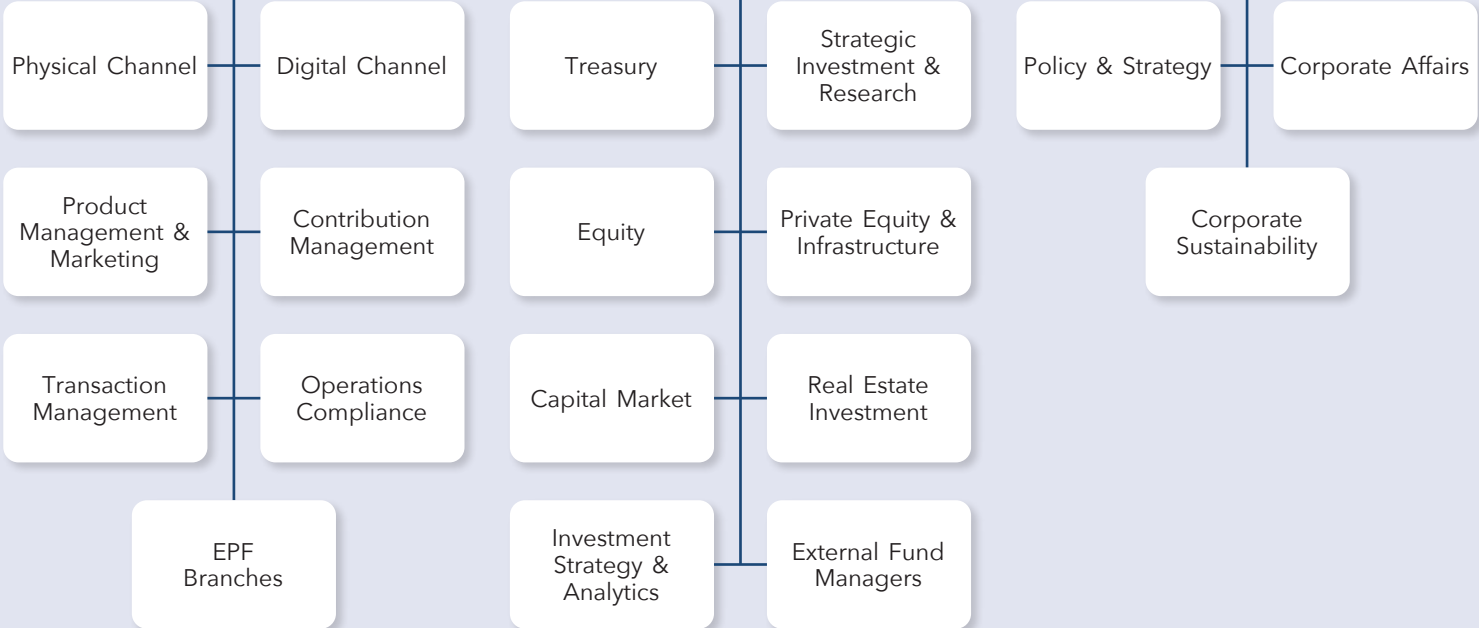 Physical Channel
Digital Channel
Product
Management &
Marketing
Contribution
Management
Transaction
Management
Operations
Compliance
EPF
Branches
Treasury
Strategic
Investment &
Research
Equity
Private Equity &
Infrastructure
Capital Market
Real Estate
Investment
Investment
Strategy &
Analytics
External Fund
Managers
Policy & Strategy
Corporate Affairs
Corporate
Sustainability